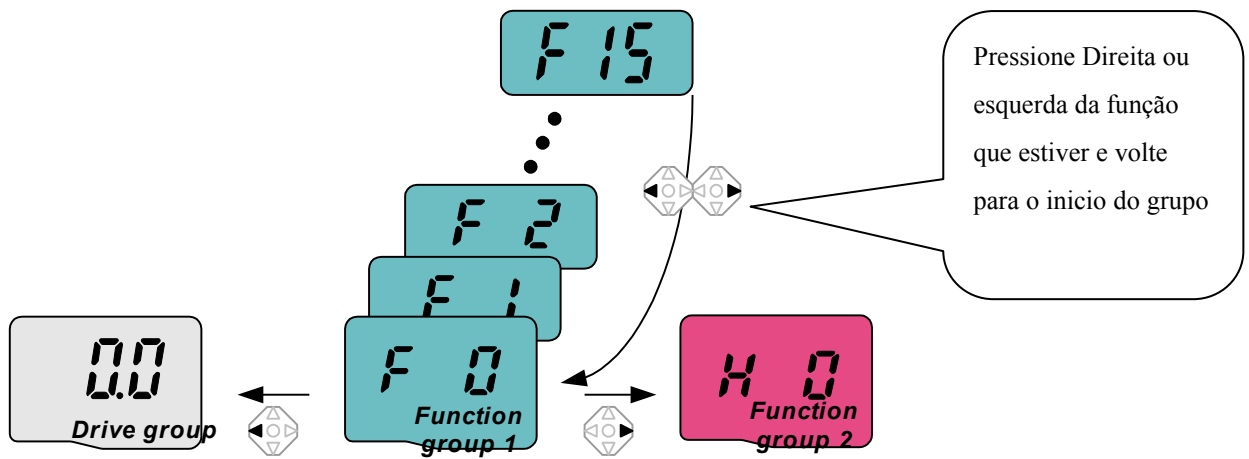 F 15
Pressione Direita ou
esquerda da função
que estiver e volte
para o inicio do grupo
F 2
F 1
0.0
Drive group
F 0
Function
group 1
H 0
Function
group 2